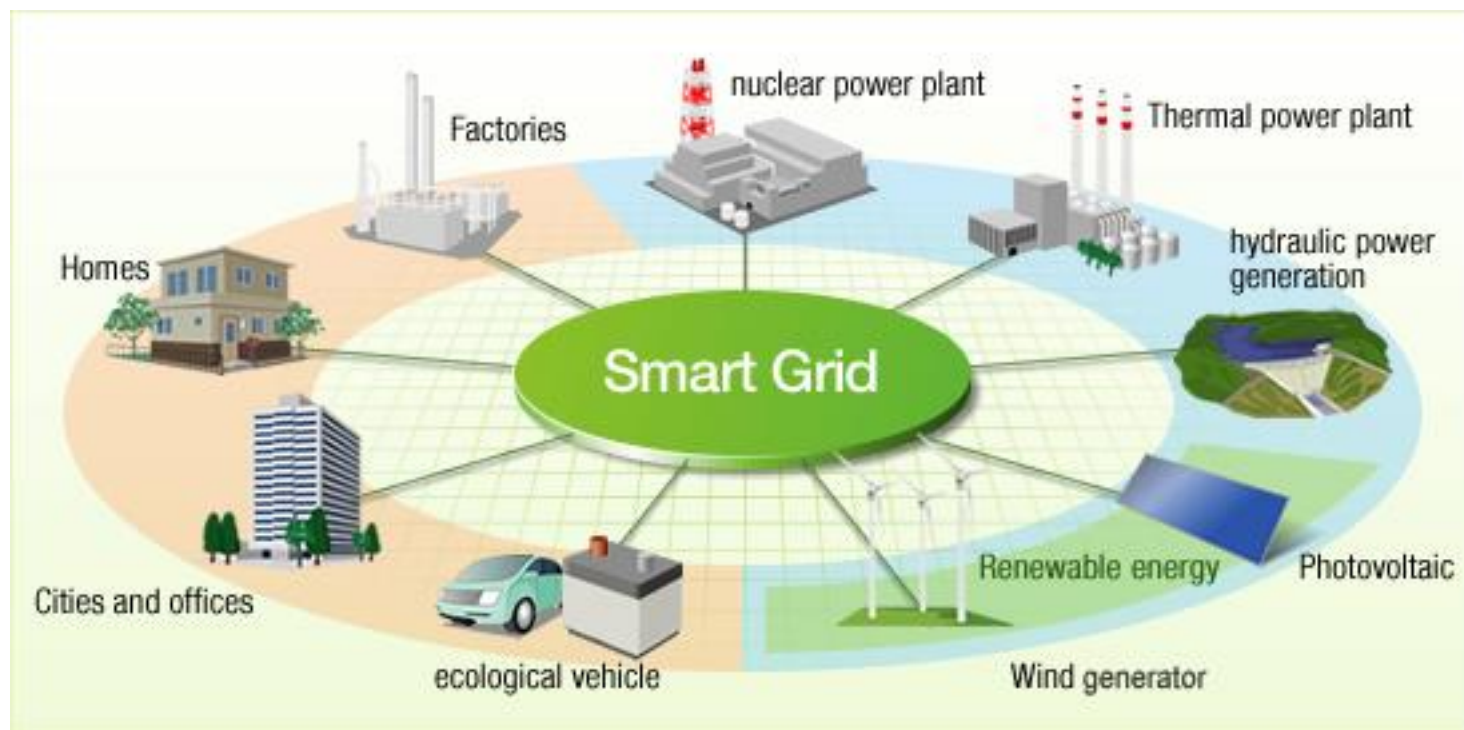 nuclear power plant
Factories
Thermal power plant
hydraulic power
generation
Homes
Smart Grid
Renewable energy
Photovoltaic
Cities and offices
ecological vehicle
Wind generator